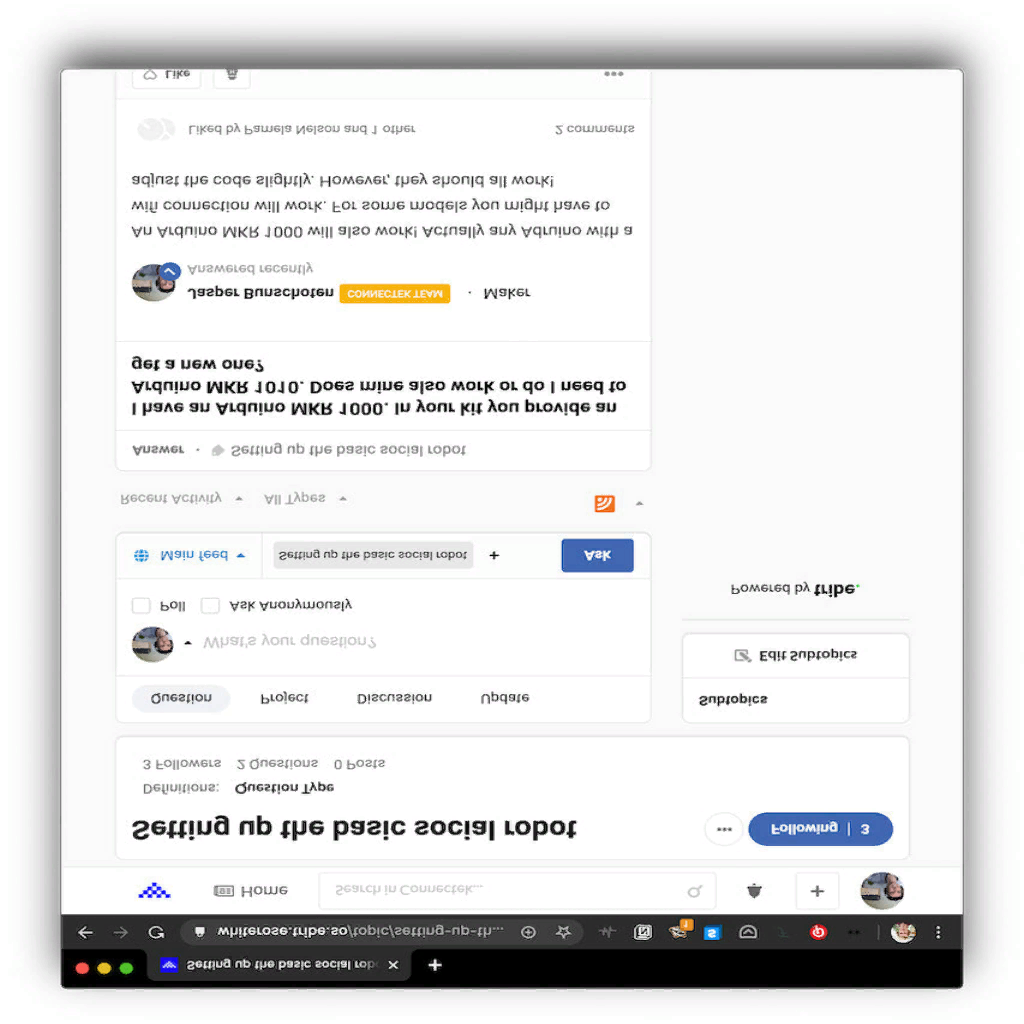 Setting up the basic social rob
whiterose.tribe.so/topic/setting-up-th...
Home
Search in Connectek...
Setting up the basic social robot
Following | 3
Definitions: Question Type
3 Followers 2 Questions 0 Posts
Question Project Discussion Update
What's your question?
Poll Ask Anonymously
Main feed Setting up the basic social robot + Ask
Subtopics
Edit Subtopics
Powered by tribe.
Recent Activity All Types
Answer · Setting up the basic social robot
I have an Arduino MKR 1000. In your kit you provide an
Arduino MKR 1010. Does mine also work or do I need to
get a new one?
Jasper Bunschoten CONNECTEK TEAM · Maker
Answered recently
An Arduino MKR 1000 will also work! Actually any Adruino with a
wifi connection will work. For some models you might have to
adjust the code slightly. However, they should all work!
Liked by Pamela Nelson and 1 other 2 comments
Like